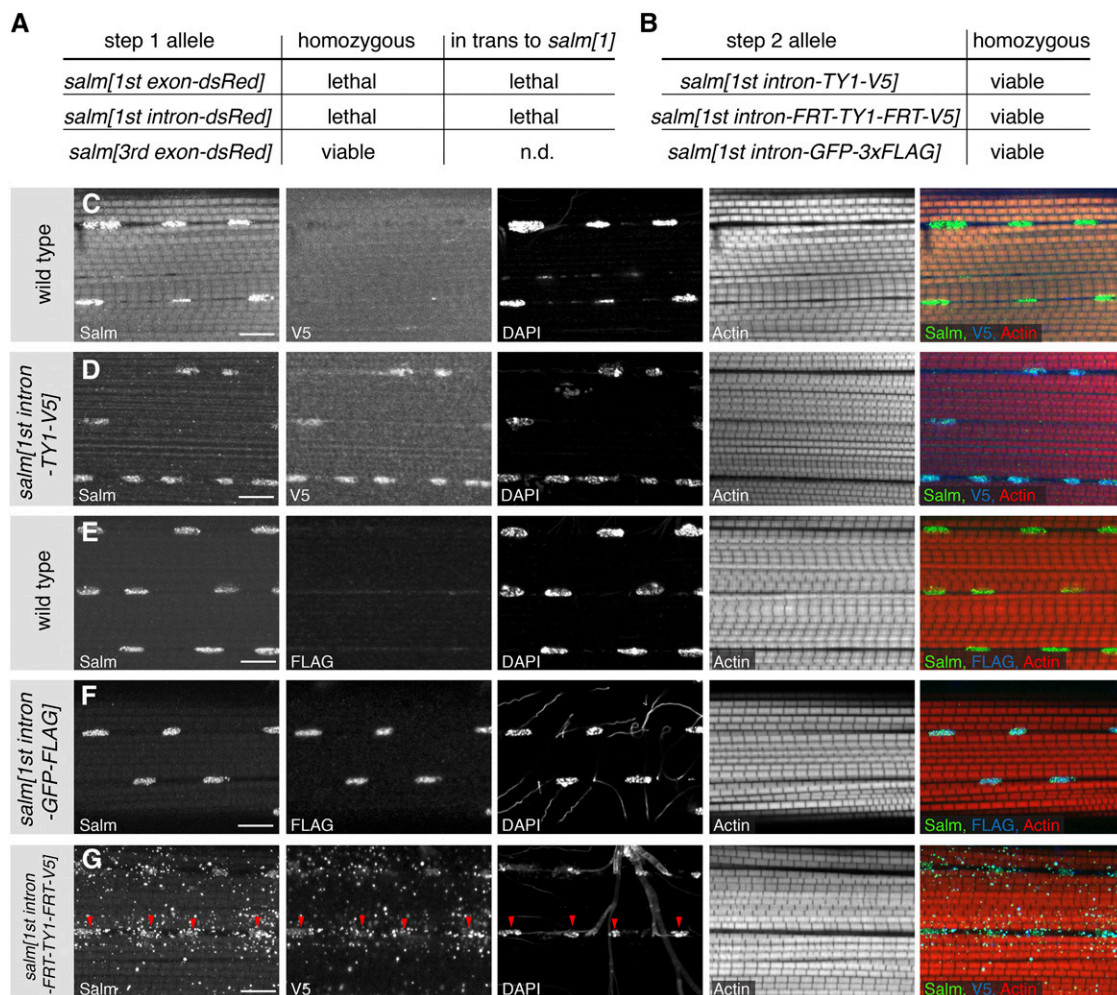 A
step 1 allele homozygous in trans to salm[1]
salm[1st exon-dsRed] lethal lethal
salm[1st intron-dsRed] lethal lethal
salm[3rd exon-dsRed] viable n.d.
B
step 2 allele homozygous
salm[1st intron-TY1-V5] viable
salm[1st intron-FRT-TY1-FRT-V5] viable
salm[1st intron-GFP-3xFLAG] viable
wild type
C
Salm V5 DAPI Actin Salm, V5, Actin
salm[1st intron
-TY1-V5]
D
Salm V5 DAPI Actin Salm, V5, Actin
wild type
E
Salm FLAG DAPI Actin Salm, FLAG, Actin
salm[1st intron
-GFP-FLAG]
F
Salm FLAG DAPI Actin Salm, FLAG, Actin
salm[1st intron
-FRT-TY1-FRT-V5]
G
Salm V5 DAPI Actin Salm, V5, Actin